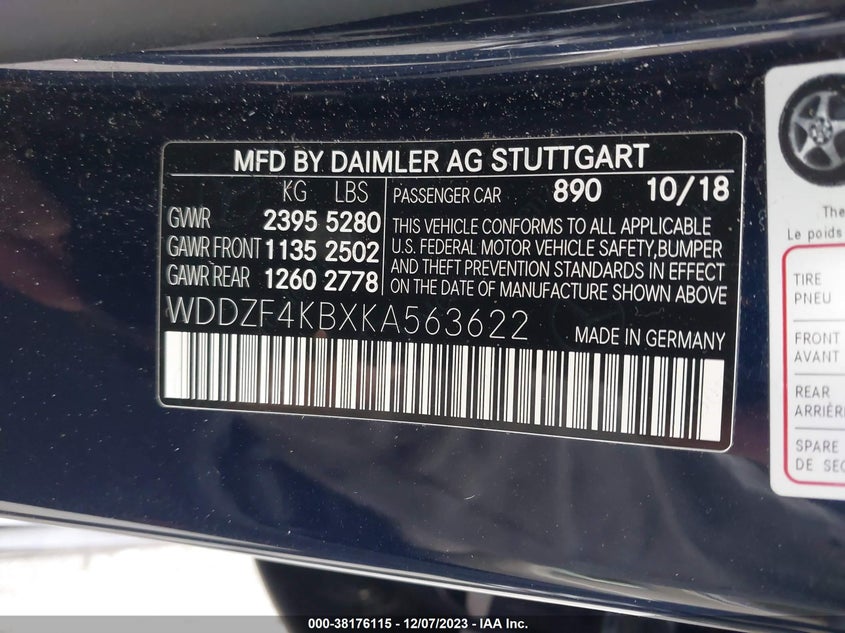 MFD BY DAIMLER AG STUTTGART
KG LBS
GVWR 2395 5280
GAWR FRONT 1135 2502
GAWR REAR 1260 2778
PASSENGER CAR 890 10/18
THIS VEHICLE CONFORMS TO ALL APPLICABLE
U.S. FEDERAL MOTOR VEHICLE SAFETY,BUMPER
AND THEFT PREVENTION STANDARDS IN EFFECT
ON THE DATE OF MANUFACTURE SHOWN ABOVE
WDDZF4KBXKA563622
MADE IN GERMANY
The
Le poids
TIRE
PNEU
FRONT
AVANT
REAR
ARRIÈRE
SPARE
DE SEC
000-38176115 - 12/07/2023 - IAA Inc.